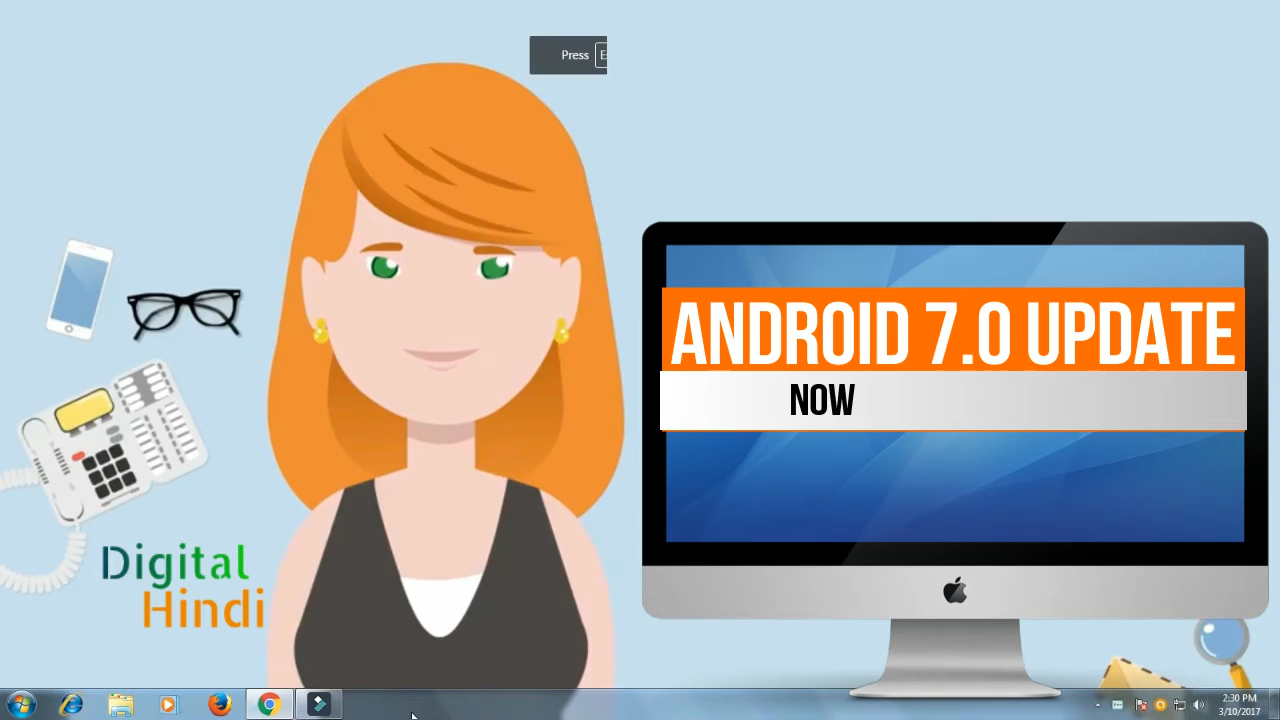 Press E
ANDROID 7.0 UPDATE
NOW
Digital
Hindi
2:30 PM
3/10/2017